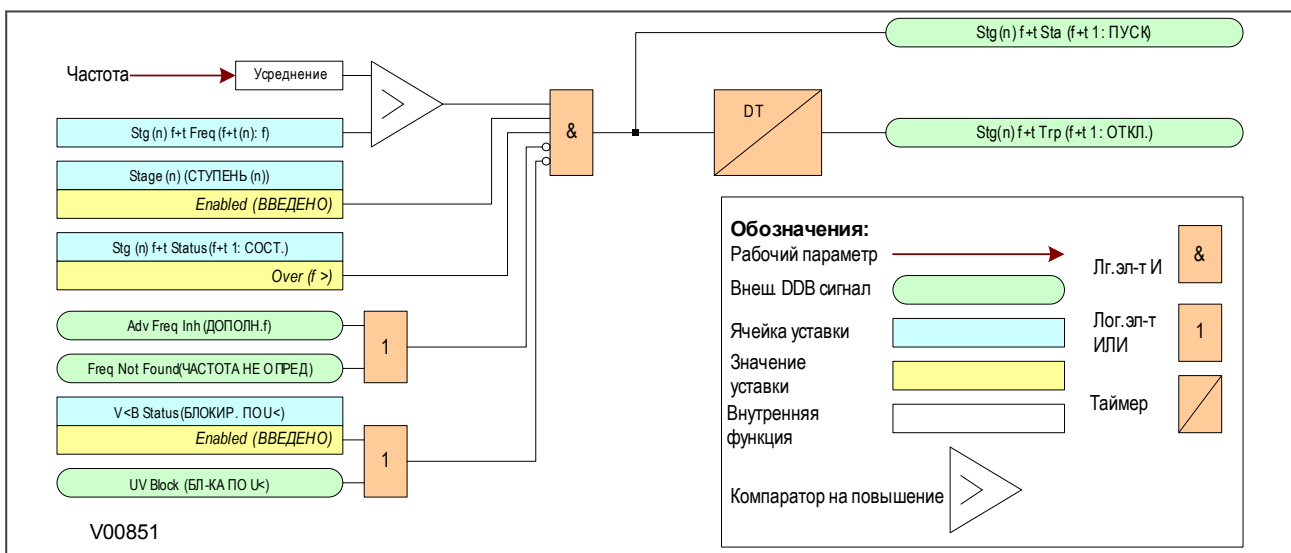 Stg (n) f+t Sta (f+t 1: ПУСК)
Частота
Усреднение
Stg (n) f+t Freq (f+t (n): f)
&
DT
Stg(n) f+t Trp (f+t 1: ОТКЛ.)
Stage (n) (СТУПЕНЬ (n))
Enabled (ВВЕДЕНО)
Stg (n) f+t Status (f+t 1: СОСТ.)
Over (f >)
Adv Freq Inh (ДОПОЛН. f)
1
Freq Not Found(ЧАСТОТА НЕ ОПРЕД)
V<B Status (БЛОКИР. ПО U<)
Enabled (ВВЕДЕНО)
1
UV Block (БЛ-КА ПО U<)
V00851
Обозначения:
Рабочий параметр
Лг.эл-т И
&
Внеш. DDB сигнал
Ячейка уставки
Лог.эл-т
ИЛИ
1
Значение
уставки
Таймер
Внутренняя
функция
Компаратор на повышение